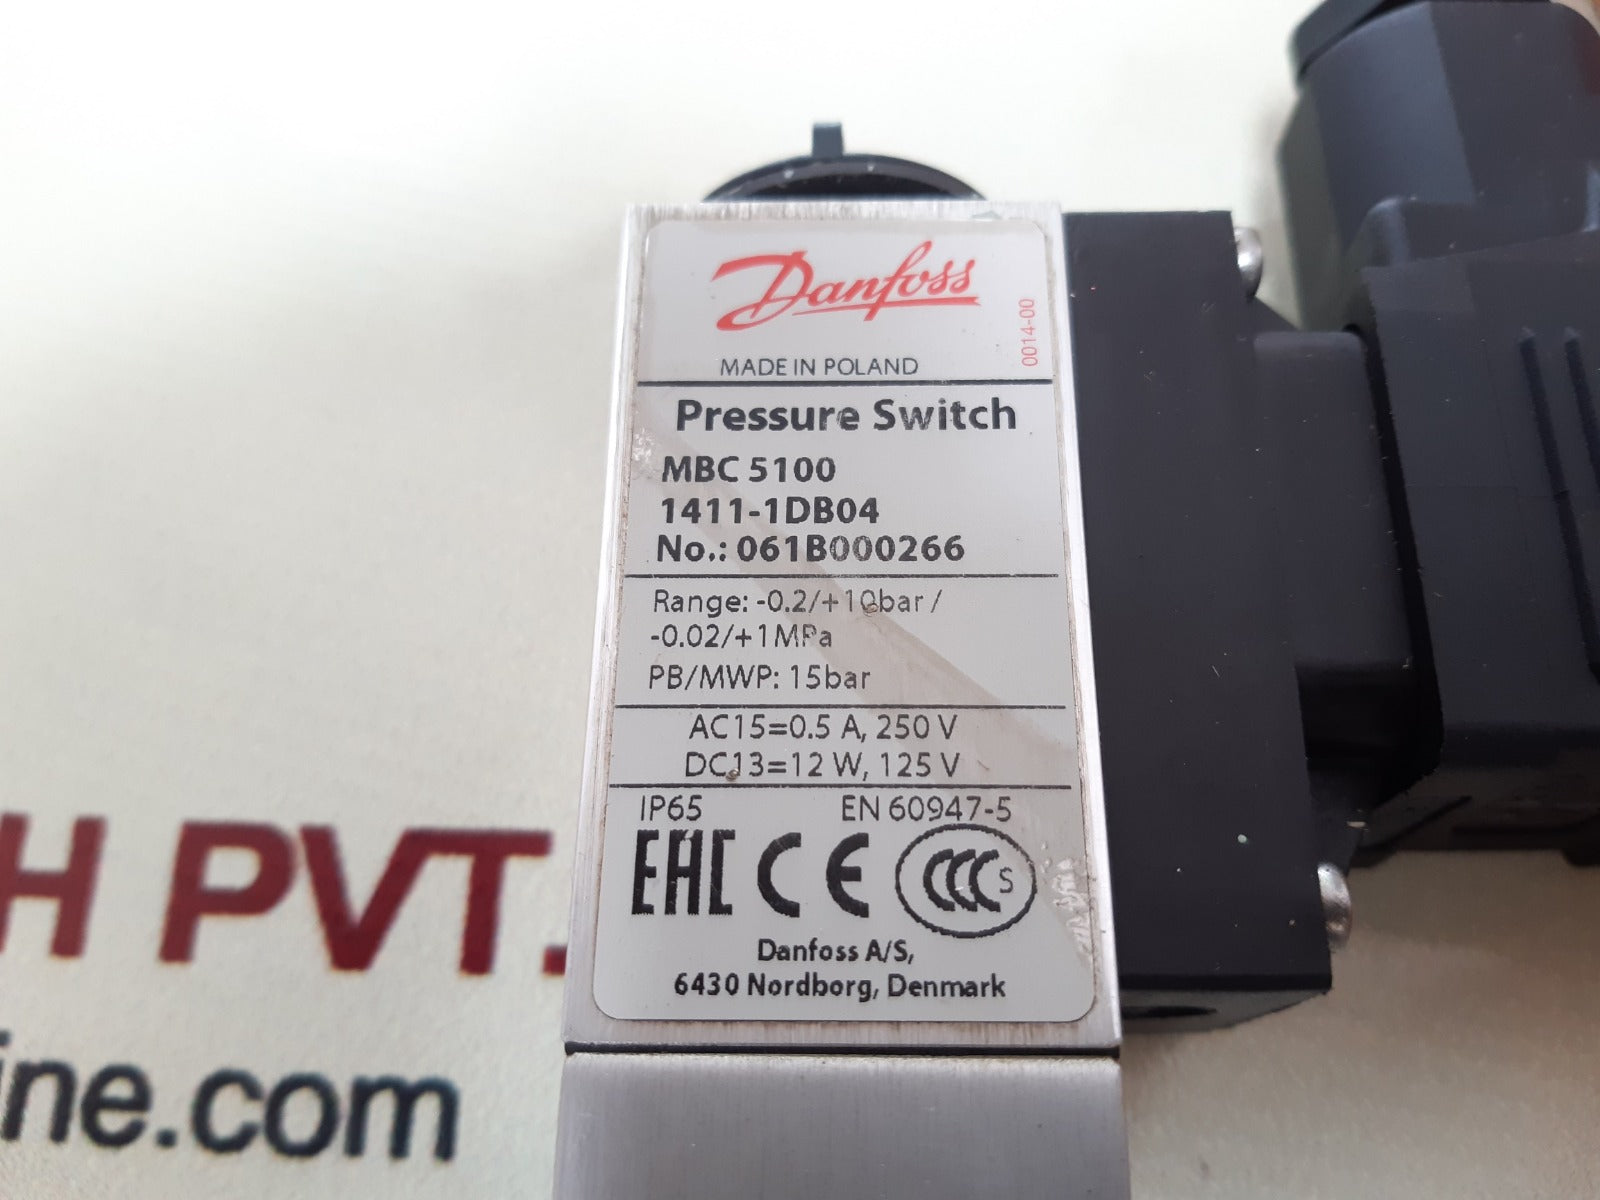 Danfoss
0014-00
MADE IN POLAND
Pressure Switch
MBC 5100
1411-1DB04
No.: 061B000266
Range: -0.2/+10bar /
-0.02/+1MPa
PB/MWP: 15bar
AC15=0.5 A, 250 V
DC13=12 W, 125 V
IP65 EN 60947-5
EAC CE CCC S
Danfoss A/S,
6430 Nordborg, Denmark
H PVT.
ine.com